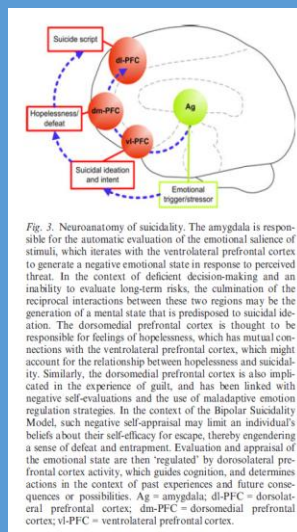 Suicide script
dl-PFC
dm-PFC
Ag
Hopelessness/
defeat
vl-PFC
Suicidal ideation
and intent
Emotional
trigger/stressor
Fig. 3. Neuroanatomy of suicidality. The amygdala is respon-
sible for the automatic evaluation of the emotional salience of
stimuli, which iterates with the ventrolateral prefrontal cortex
to generate a negative emotional state in response to perceived
threat. In the context of deficient decision-making and an
inability to evaluate long-term risks, the culmination of the
reciprocal interactions between these two regions may be the
generation of a mental state that is predisposed to suicidal ide-
ation. The dorsomedial prefrontal cortex is thought to be
responsible for feelings of hopelessness, which has mutual con-
nections with the ventrolateral prefrontal cortex, which might
account for the relationship between hopelessness and suicidal-
ity. Similarly, the dorsomedial prefrontal cortex is also impli-
cated in the experience of guilt, and has been linked with
negative self-evaluations and the use of maladaptive emotion
regulation strategies. In the context of the Bipolar Suicidality
Model, such negative self-appraisal may limit an individual's
beliefs about their self-efficacy for escape, thereby engendering
a sense of defeat and entrapment. Evaluation and appraisal of
the emotional state are then 'regulated' by dorosolateral pre-
frontal cortex activity, which guides cognition, and determines
actions in the context of past experiences and future conse-
quences or possibilities. Ag = amygdala; dl-PFC = dorsolat-
eral prefrontal cortex; dm-PFC = dorsomedial prefrontal
cortex; vl-PFC = ventrolateral prefrontal cortex.